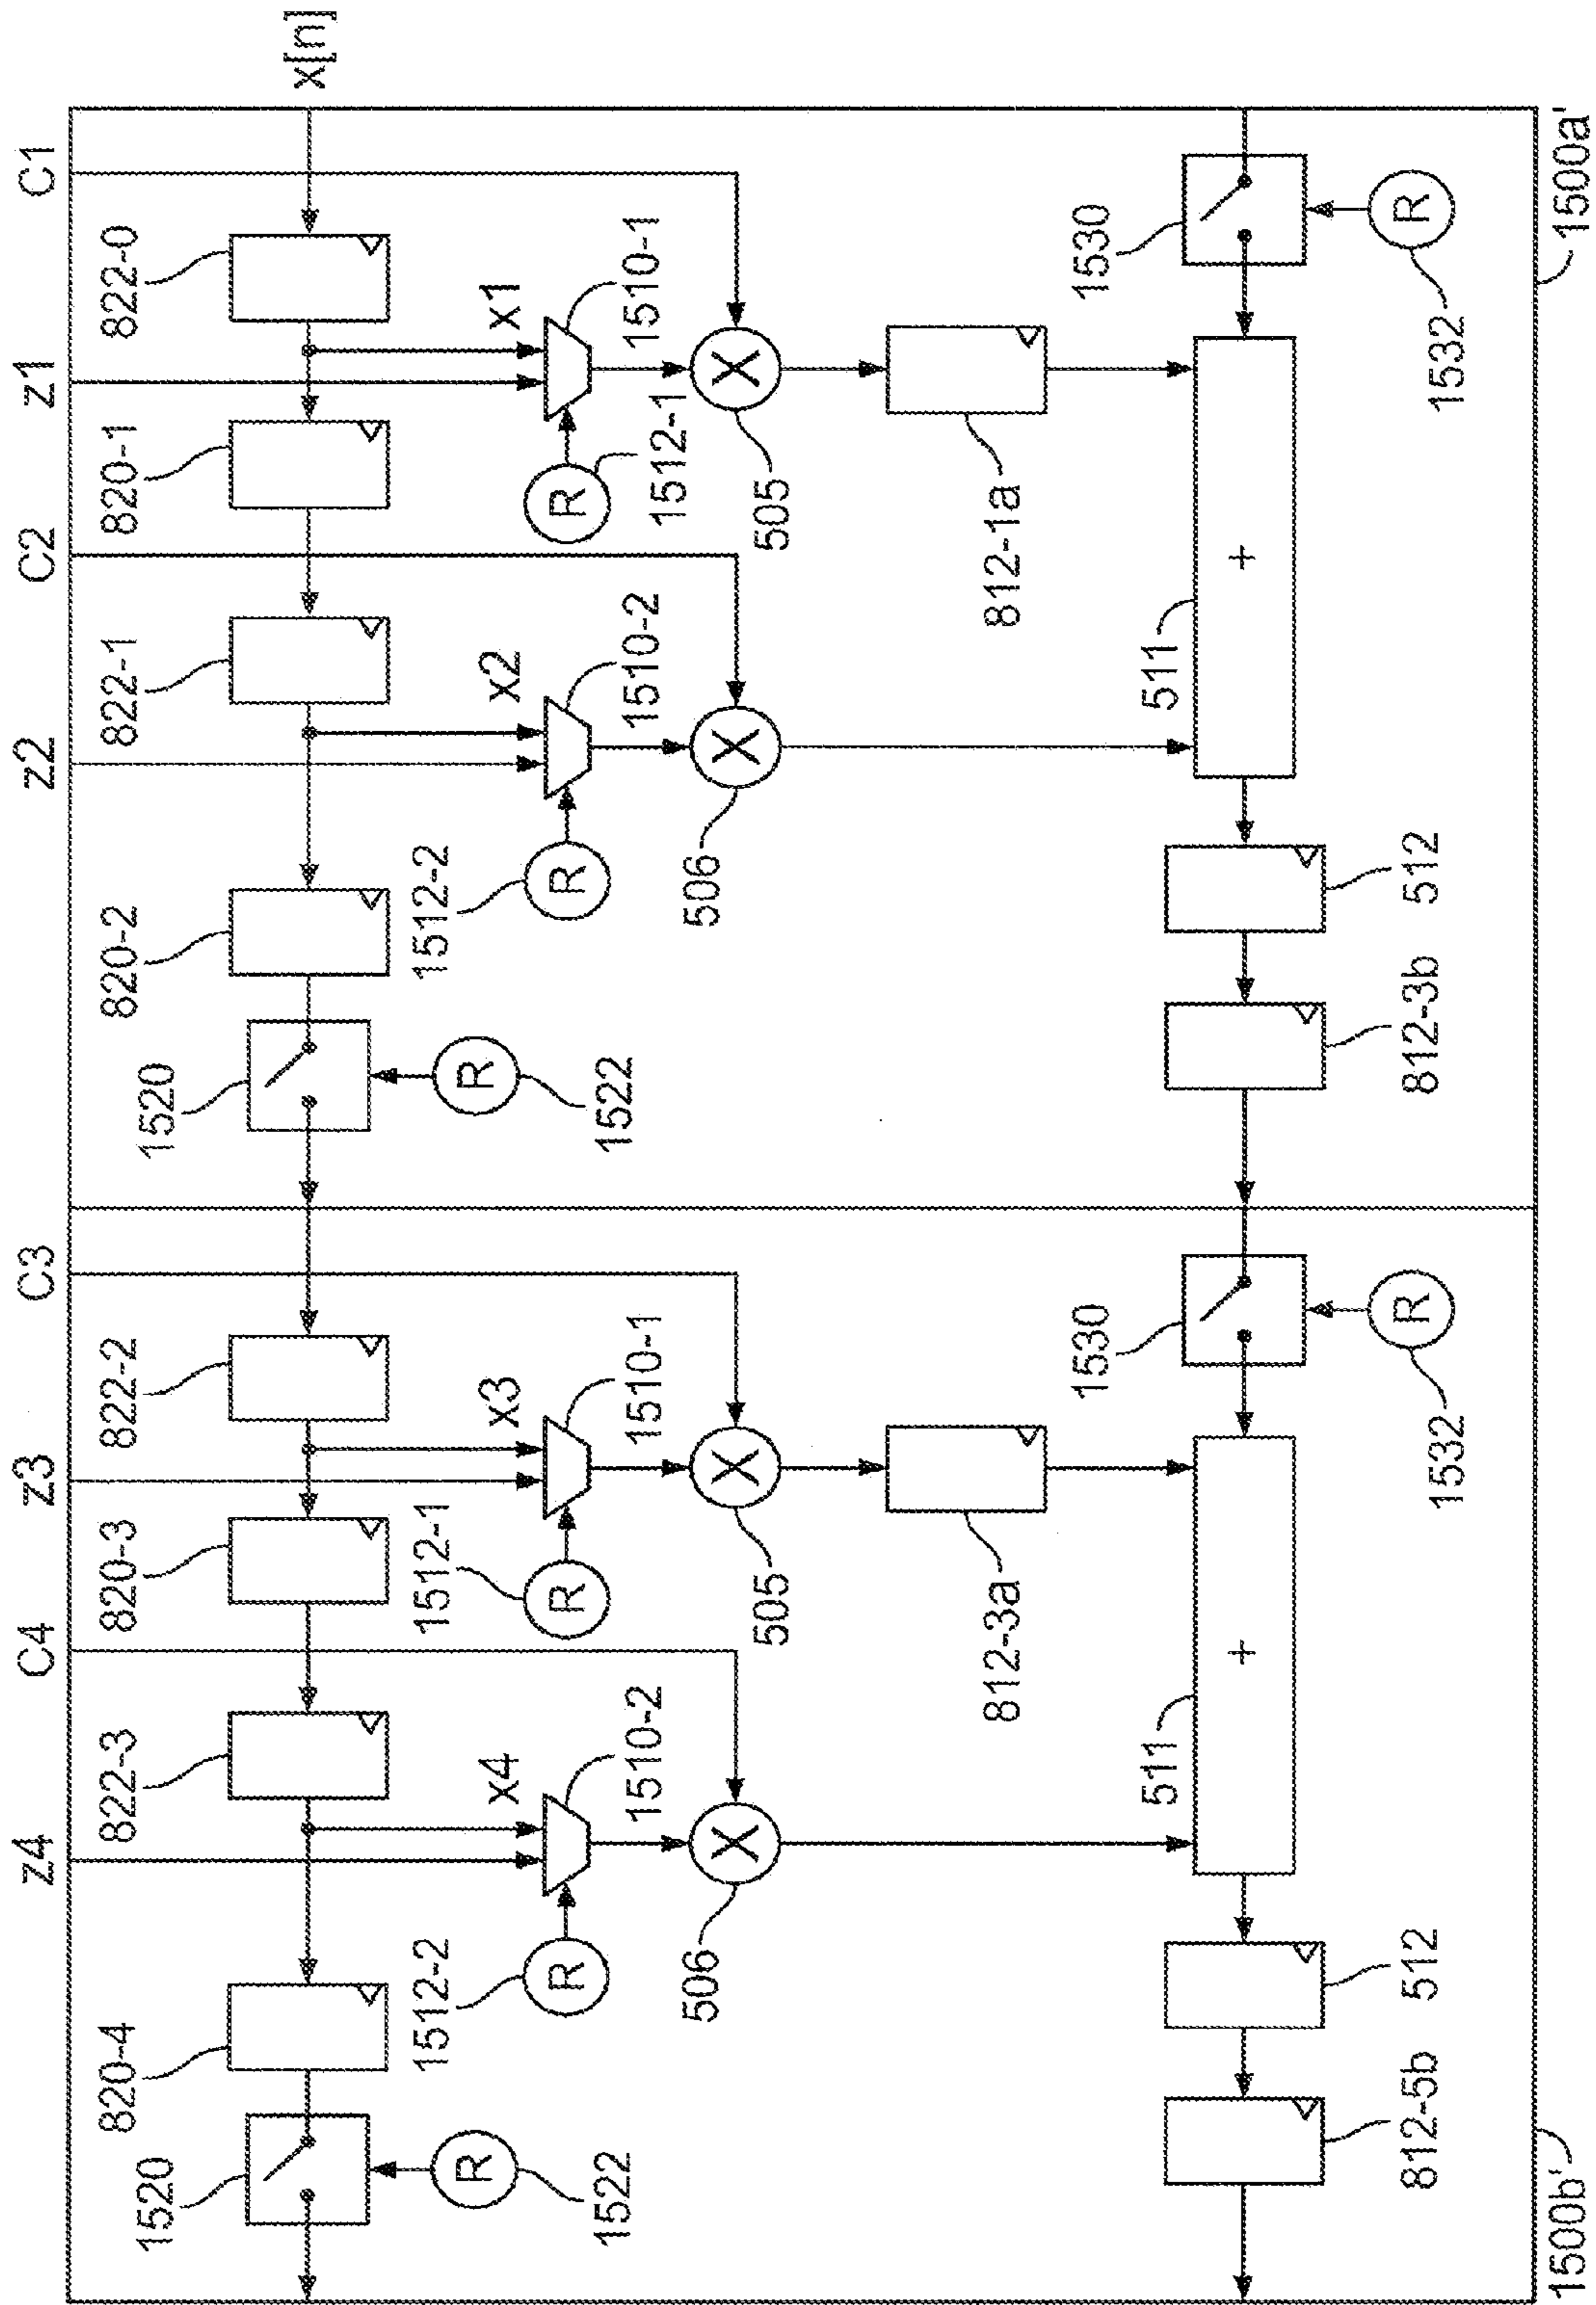 x[n]
C1
z1
C2
z2
C3
z3
C4
z4
822-0
820-1
822-1
820-2
1520
R
1522
x1
1510-1
R
1512-1
x2
1510-2
R
1512-2
X
505
X
506
812-1a
1530
R
1532
511
+
512
812-3b
1500a'
822-2
820-3
822-3
820-4
1520
R
1522
x3
1510-1
R
1512-1
x4
1510-2
R
1512-2
X
505
X
506
812-3a
1530
R
1532
511
+
512
812-5b
1500b'